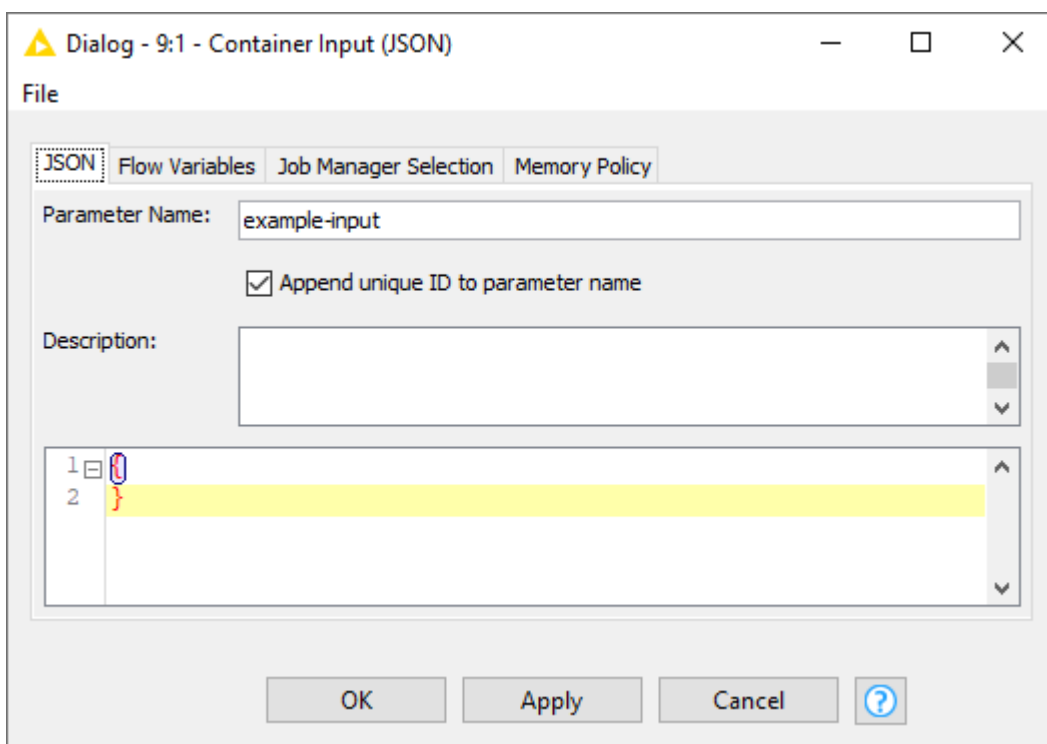 Dialog - 9:1 - Container Input (JSON)
File
JSON Flow Variables Job Manager Selection Memory Policy
Parameter Name: example-input
Append unique ID to parameter name
Description:
1 {
2 }
OK Apply Cancel ?